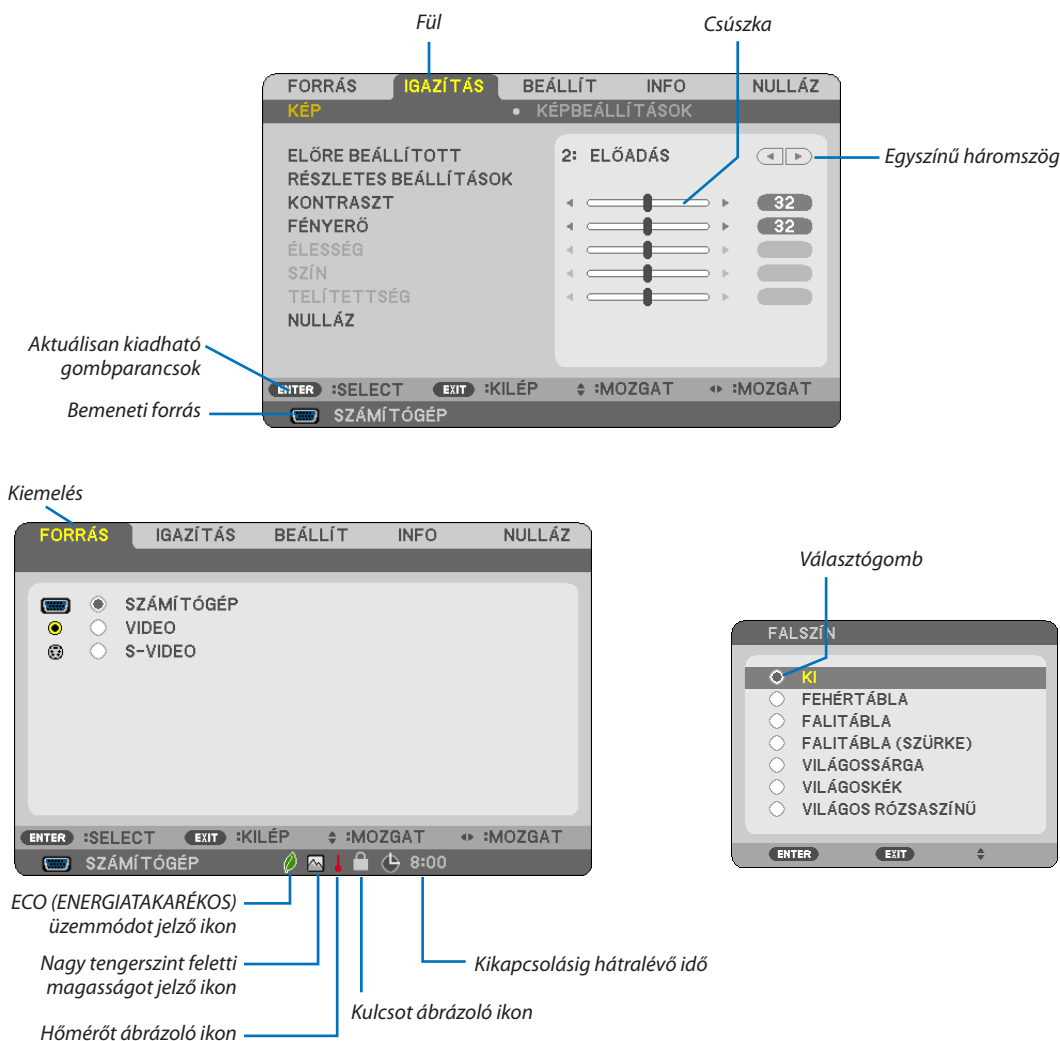 Fül
Csúszka
FORRÁS IGAZÍTÁS BEÁLLÍT INFO NULLÁZ
KÉP • KÉPBEÁLLÍTÁSOK
ELŐRE BEÁLLÍTOTT 2: ELŐADÁS
Egyszínű háromszög
RÉSZLETES BEÁLLÍTÁSOK
KONTRASZT 32
FÉNYERŐ 32
ÉLESSÉG
SZÍN
TELÍTETTSÉG
NULLÁZ
Aktuálisan kiadható
gombparancsok
ENTER :SELECT EXIT :KILÉP :MOZGAT :MOZGAT
Bemeneti forrás
SZÁMÍTÓGÉP
Kiemelés
FORRÁS IGAZÍTÁS BEÁLLÍT INFO NULLÁZ
SZÁMÍTÓGÉP
VIDEO
S-VIDEO
ENTER :SELECT EXIT :KILÉP :MOZGAT :MOZGAT
SZÁMÍTÓGÉP 8:00
Választógomb
FALSZÍN
KI
FEHÉRTÁBLA
FALITÁBLA
FALITÁBLA (SZÜRKE)
VILÁGOSSÁRGA
VILÁGOSKÉK
VILÁGOS RÓZSASZÍNŰ
ENTER EXIT
ECO (ENERGIATAKARÉKOS)
üzemmódot jelző ikon
Nagy tengerszint feletti
magasságot jelző ikon
Hőmérőt ábrázoló ikon
Kulcsot ábrázoló ikon
Kikapcsolásig hátralévő idő